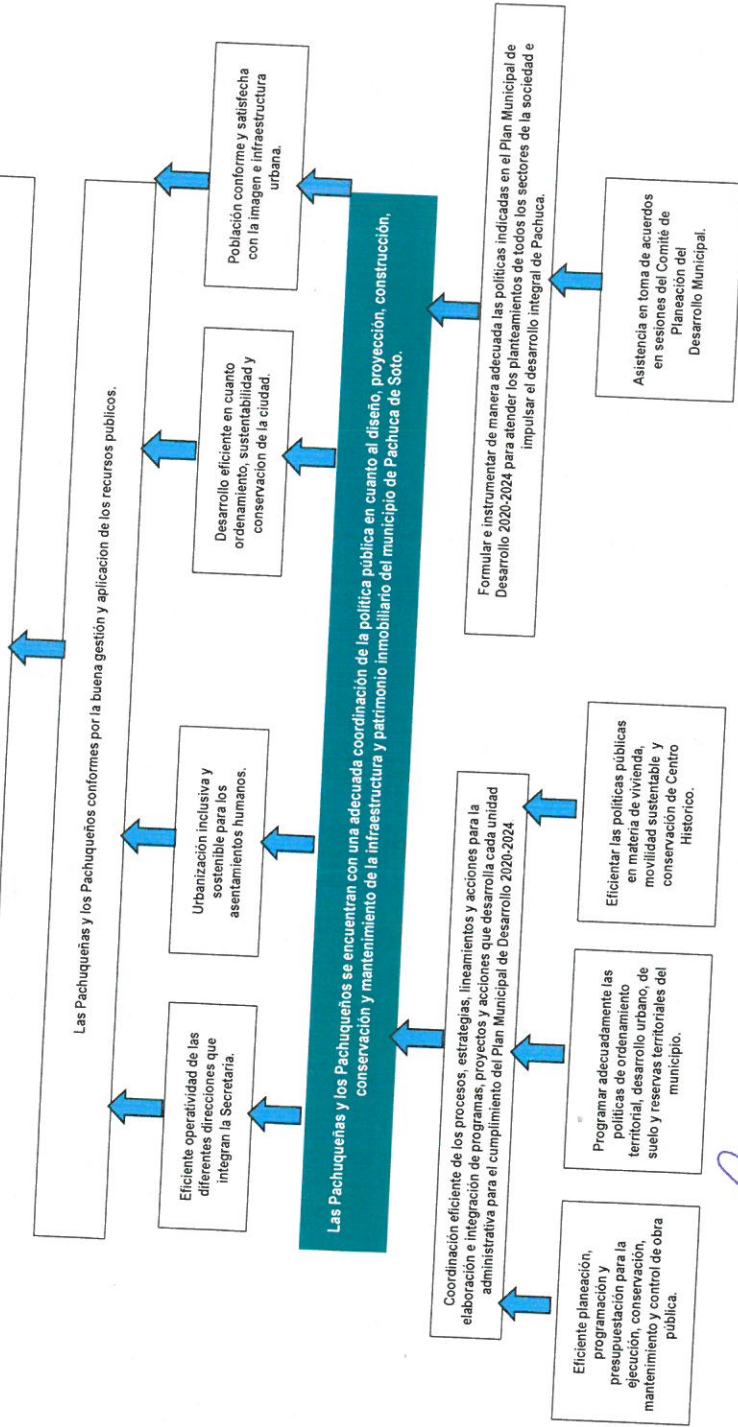 Las Pachuqueñas y los Pachuqueños conformes por la buena gestión y aplicacion de los recursos publicos.
Eficiente operatividad de las
diferentes direcciones que
integran la Secretaria.
Urbanización inclusiva y
sostenible para los
asentamientos humanos.
Desarrollo eficiente en cuanto
ordenamiento, sustentabilidad y
conservacion de la ciudad.
Población conforme y satisfecha
con la imagen e infraestructura
urbana.
Las Pachuqueñas y los Pachuqueños se encuentran con una adecuada coordinación de la política pública en cuanto al diseño, proyección, construcción,
conservación y mantenimiento de la infraestructura y patrimonio inmobiliario del municipio de Pachuca de Soto.
Coordinación eficiente de los procesos, estrategias, lineamientos y acciones para la
elaboración e integración de programas, proyectos y acciones que desarrolla cada unidad
administrativa para el cumplimiento del Plan Municipal de Desarrollo 2020-2024
Formular e instrumentar de manera adecuada las políticas indicadas en el Plan Municipal de
Desarrollo 2020-2024 para atender los planteamientos de todos los sectores de la sociedad e
impulsar el desarrollo integral de Pachuca.
Eficiente planeación,
programación y
presupuestación para la
ejecución, conservación,
mantenimiento y control de obra
pública.
Programar adecuadamente las
políticas de ordenamiento
territorial, desarrollo urbano, de
suelo y reservas territoriales del
municipio.
Eficientar las políticas públicas
en materia de vivienda,
movilidad sustentable y
conservación de Centro
Historico.
Asistencia en toma de acuerdos
en sesiones del Comité de
Planeación del
Desarrollo Municipal.